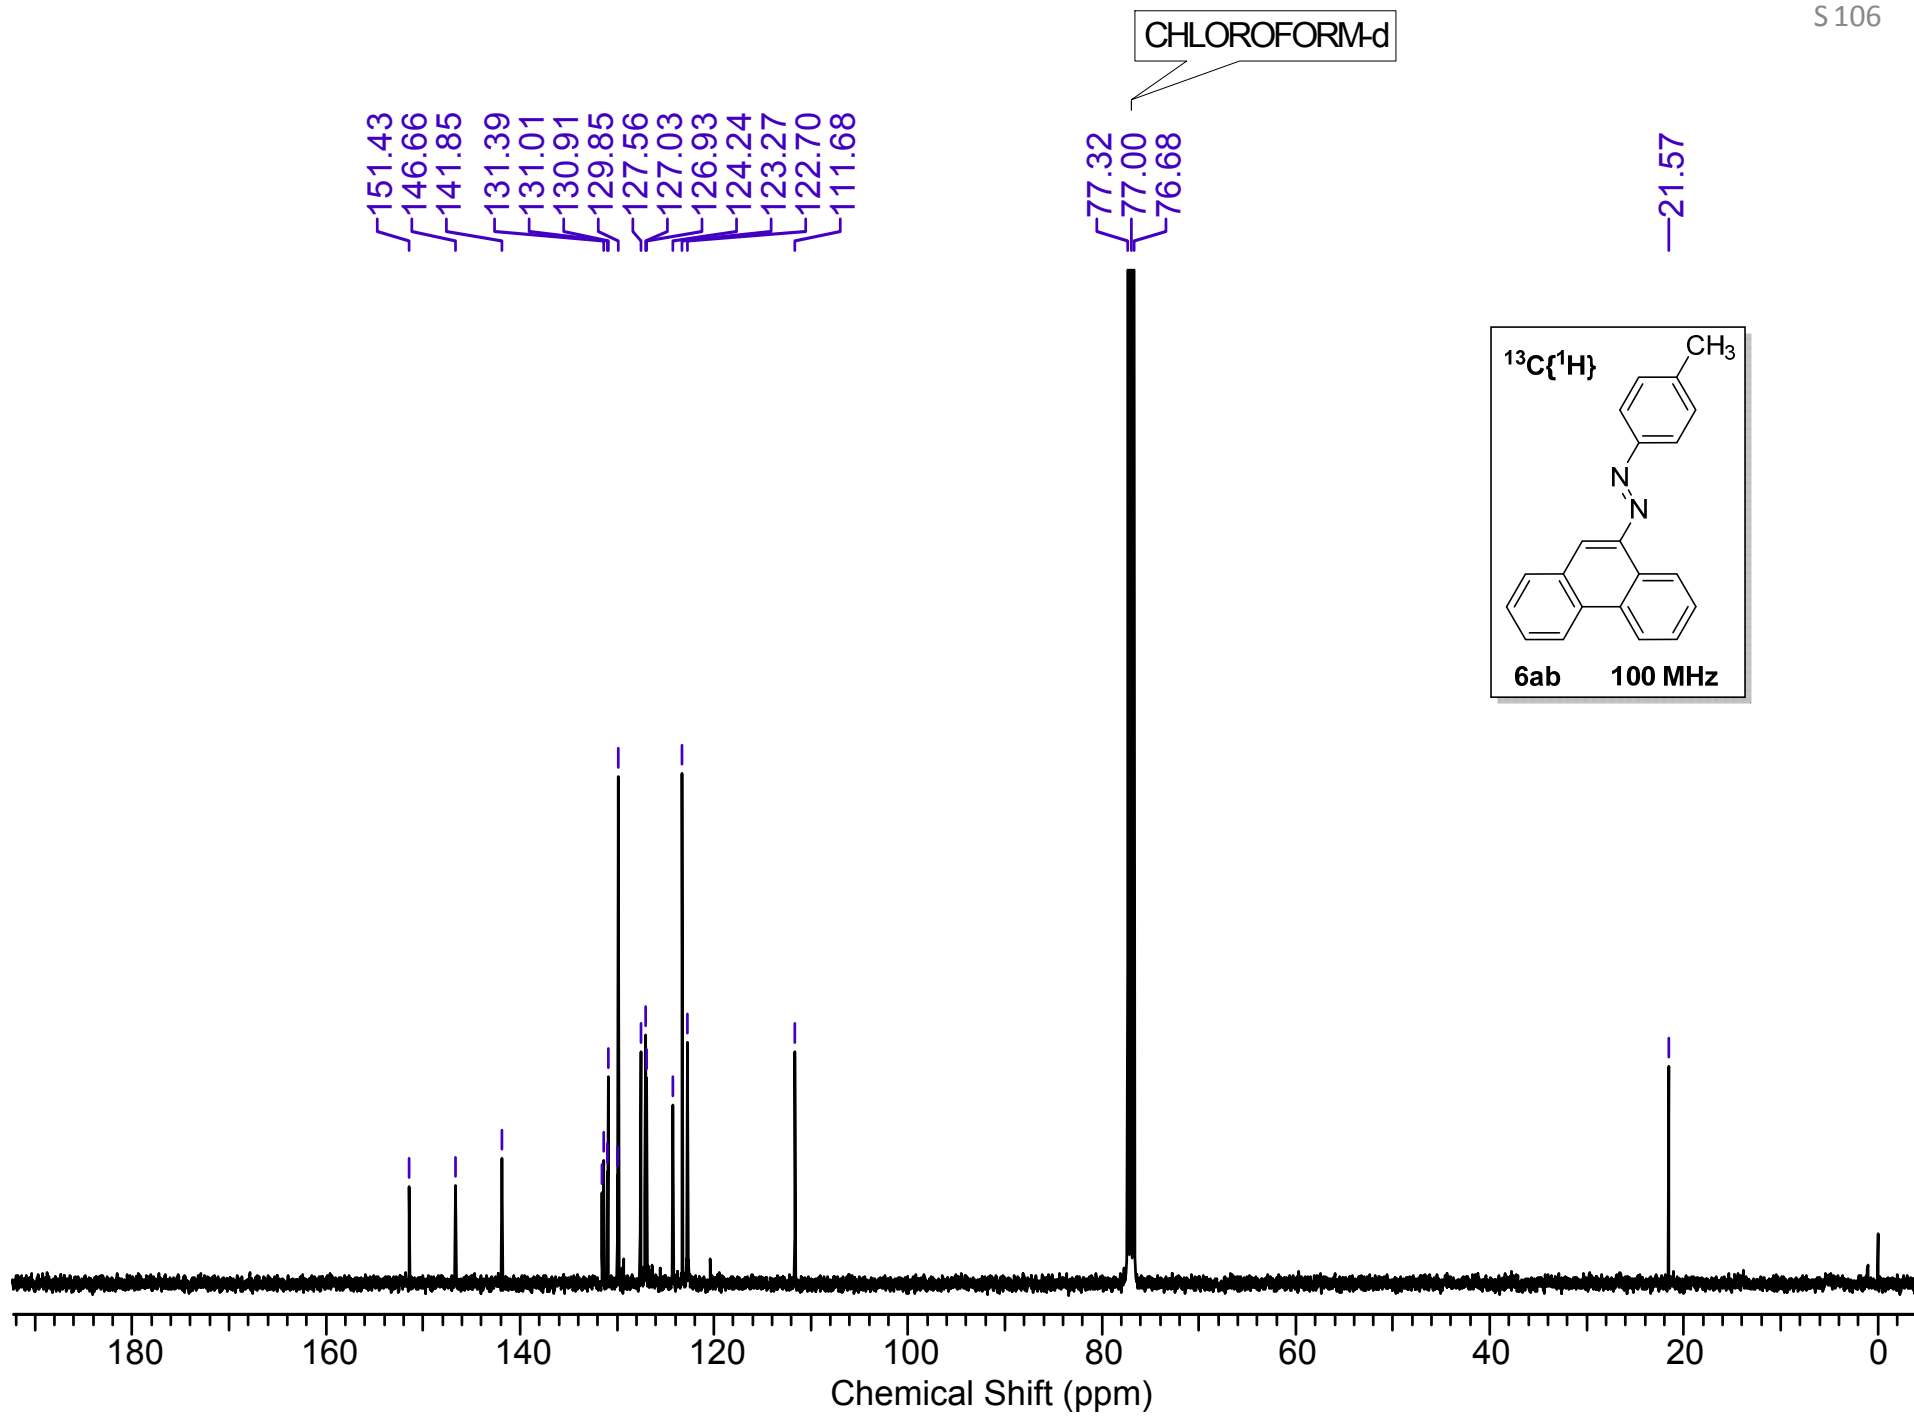 S 106
CHLOROFORM-d
151.43
146.66
141.85
131.39
131.01
130.91
129.85
127.56
127.03
126.93
124.24
123.27
122.70
111.68
77.32
77.00
76.68
21.57
¹³C{¹H}
CH₃
N
N
6ab 100 MHz
180 160 140 120 100 80 60 40 20 0
Chemical Shift (ppm)